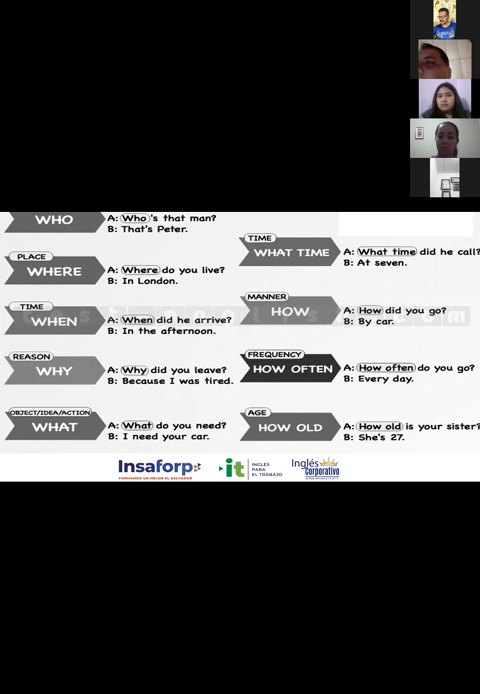 WHO
A: Who's that man?
B: That's Peter.
PLACE
WHERE
A: Where do you live?
B: In London.
TIME
WHEN
A: When did he arrive?
B: In the afternoon.
REASON
WHY
A: Why did you leave?
B: Because I was tired.
OBJECT/IDEA/ACTION
WHAT
A: What do you need?
B: I need your car.
TIME
WHAT TIME
A: What time did he call?
B: At seven.
MANNER
HOW
A: How did you go?
B: By car.
FREQUENCY
HOW OFTEN
A: How often do you go?
B: Every day.
AGE
HOW OLD
A: How old is your sister?
B: She's 27.
Insaforp
FORMANDO UN MEJOR EL SALVADOR
it
INGLÉS
PARA
EL TRABAJO
Inglés
Corporativo